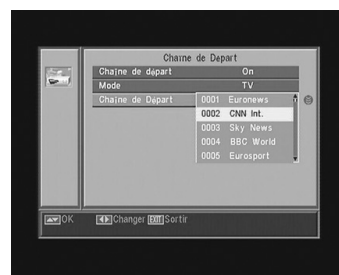 Chaîne de Depart
Chaîne de départ On
Mode TV
Chaîne de Départ
0001 Euronews
0002 CNN Int.
0003 Sky News
0004 BBC World
0005 Eurosport
OK Changer EXIT Sortir